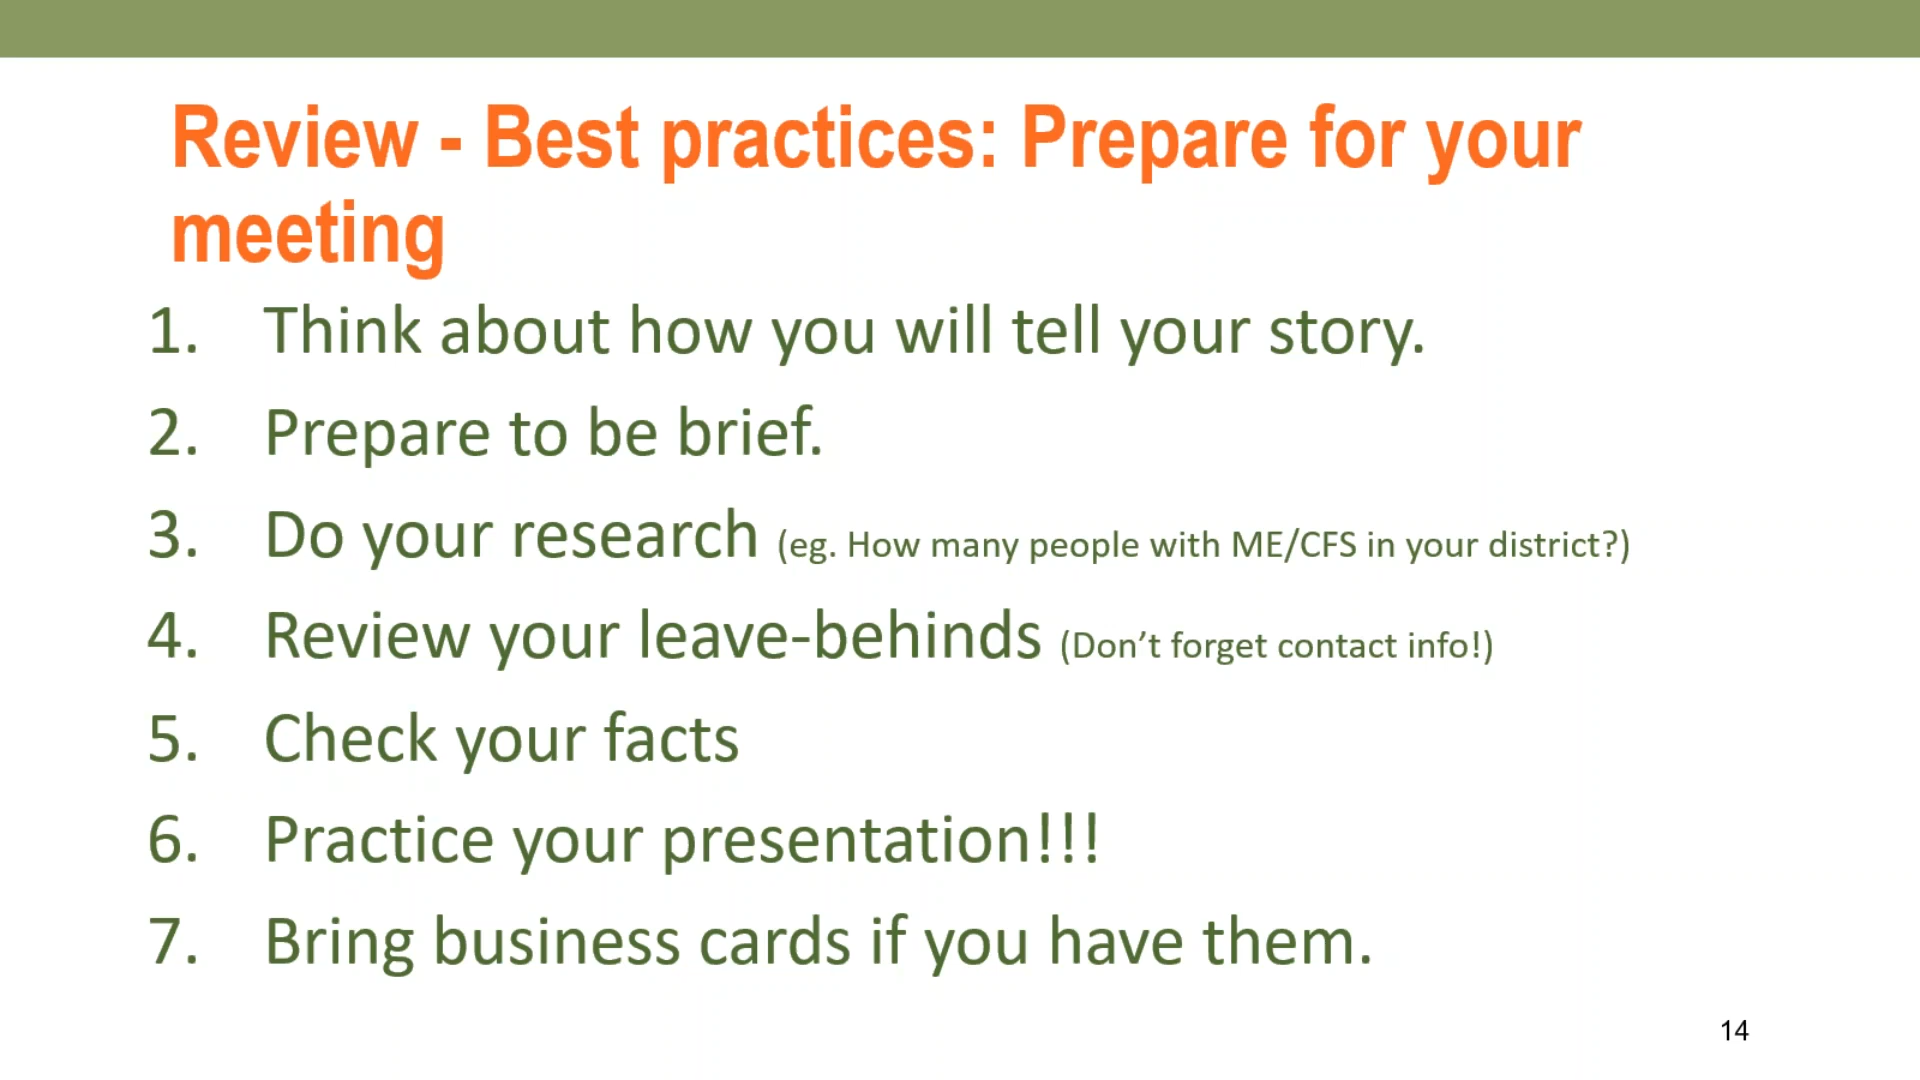 Review - Best practices: Prepare for your
meeting
1. Think about how you will tell your story.
2. Prepare to be brief.
3. Do your research (eg. How many people with ME/CFS in your district?)
4. Review your leave-behinds (Don’t forget contact info!)
5. Check your facts
6. Practice your presentation!!!
7. Bring business cards if you have them.
14